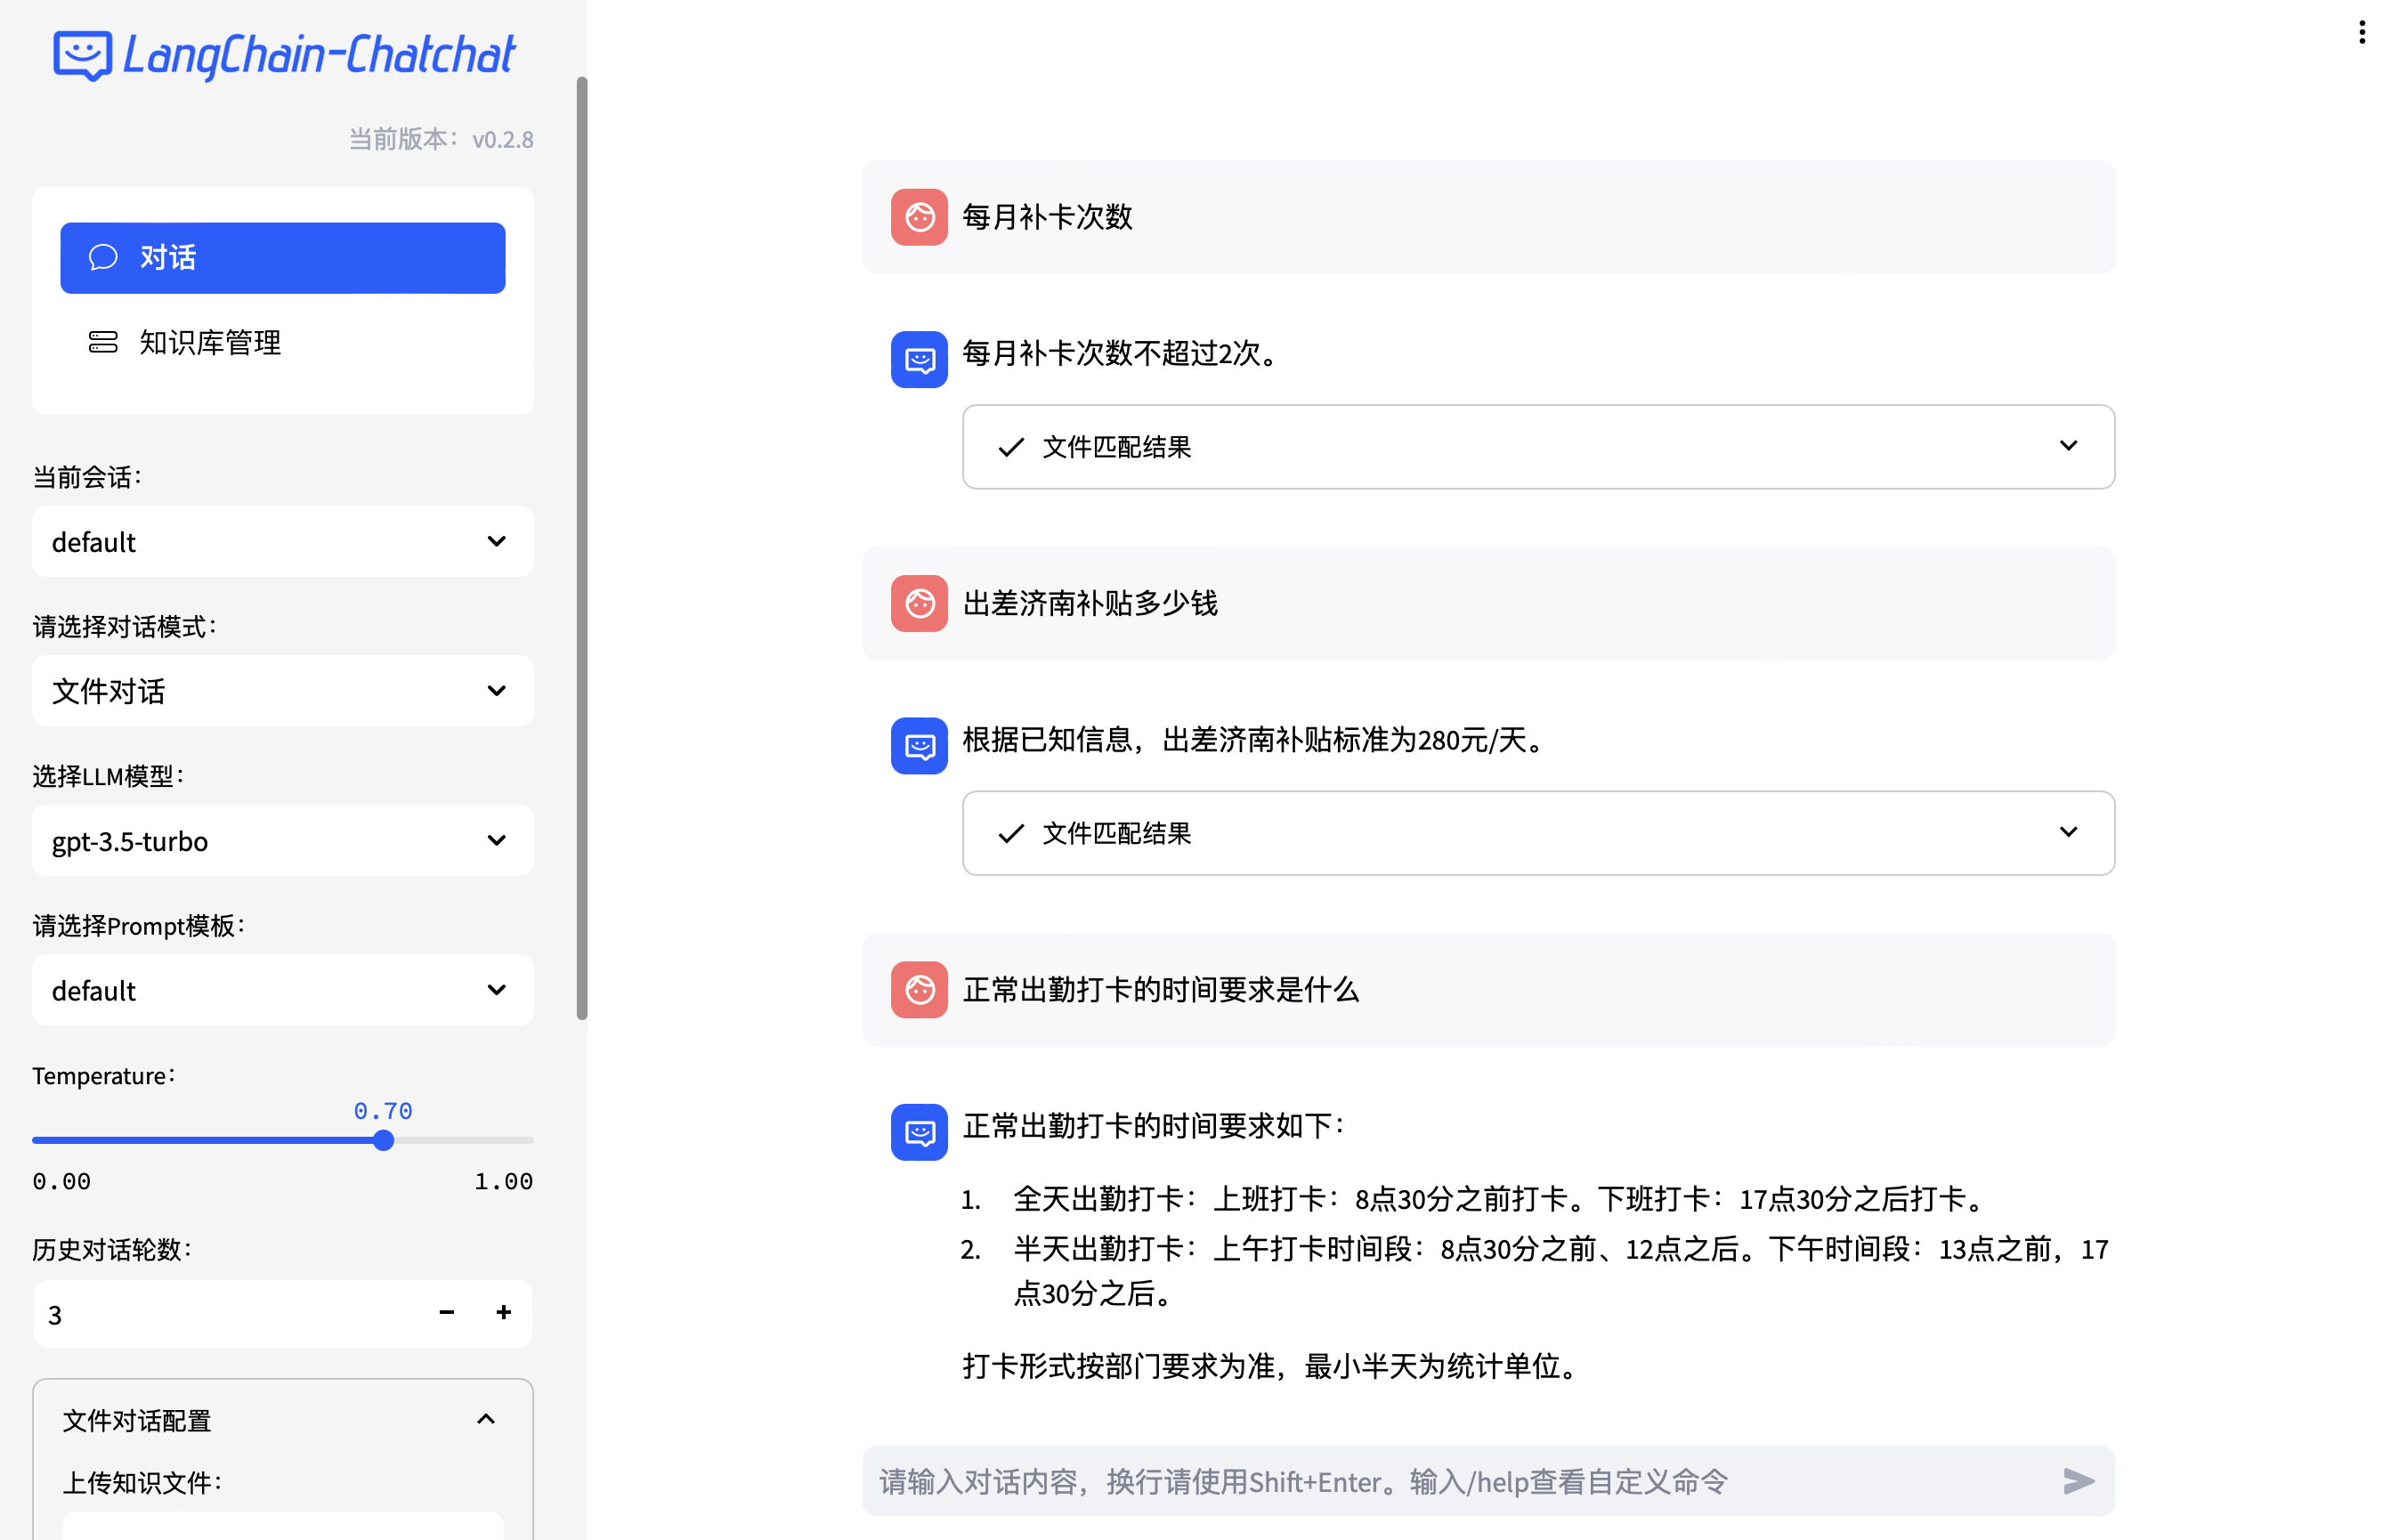 LangChain-Chatchat
当前版本：v0.2.8
对话
知识库管理
当前会话：
default
请选择对话模式：
文件对话
选择LLM模型：
gpt-3.5-turbo
请选择Prompt模板：
default
Temperature：
0.70
0.00 1.00
历史对话轮数：
3 − +
文件对话配置
上传知识文件：
每月补卡次数
每月补卡次数不超过2次。
文件匹配结果
出差济南补贴多少钱
根据已知信息，出差济南补贴标准为280元/天。
文件匹配结果
正常出勤打卡的时间要求是什么
正常出勤打卡的时间要求如下：
1. 全天出勤打卡：上班打卡：8点30分之前打卡。下班打卡：17点30分之后打卡。
2. 半天出勤打卡：上午打卡时间段：8点30分之前、12点之后。下午时间段：13点之前，17
点30分之后。
打卡形式按部门要求为准，最小半天为统计单位。
请输入对话内容，换行请使用Shift+Enter。输入/help查看自定义命令